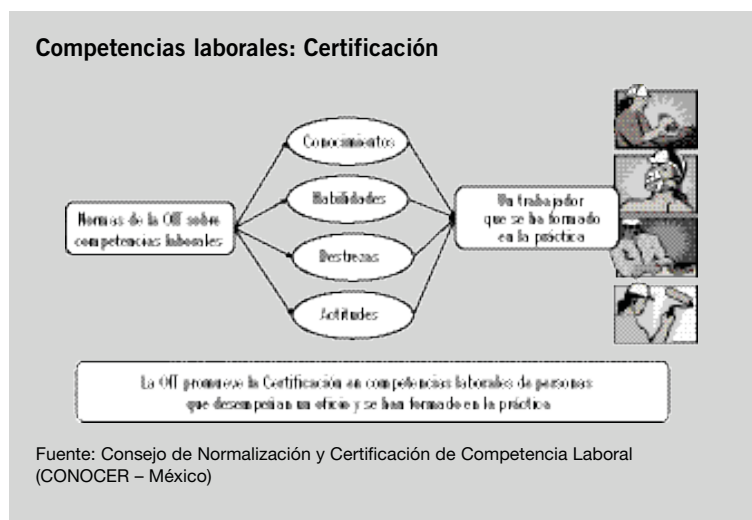 Competencias laborales: Certificación
Conocimientos
Habilidades
Destrezas
Actitudes
Normas de la OIT sobre
competencias laborales
Un trabajador
que se ha formado
en la práctica
La OIT promueve la Certificación en competencias laborales de personas
que desempeñan un oficio y se han formado en la práctica
Fuente: Consejo de Normalización y Certificación de Competencia Laboral
(CONOCER – México)